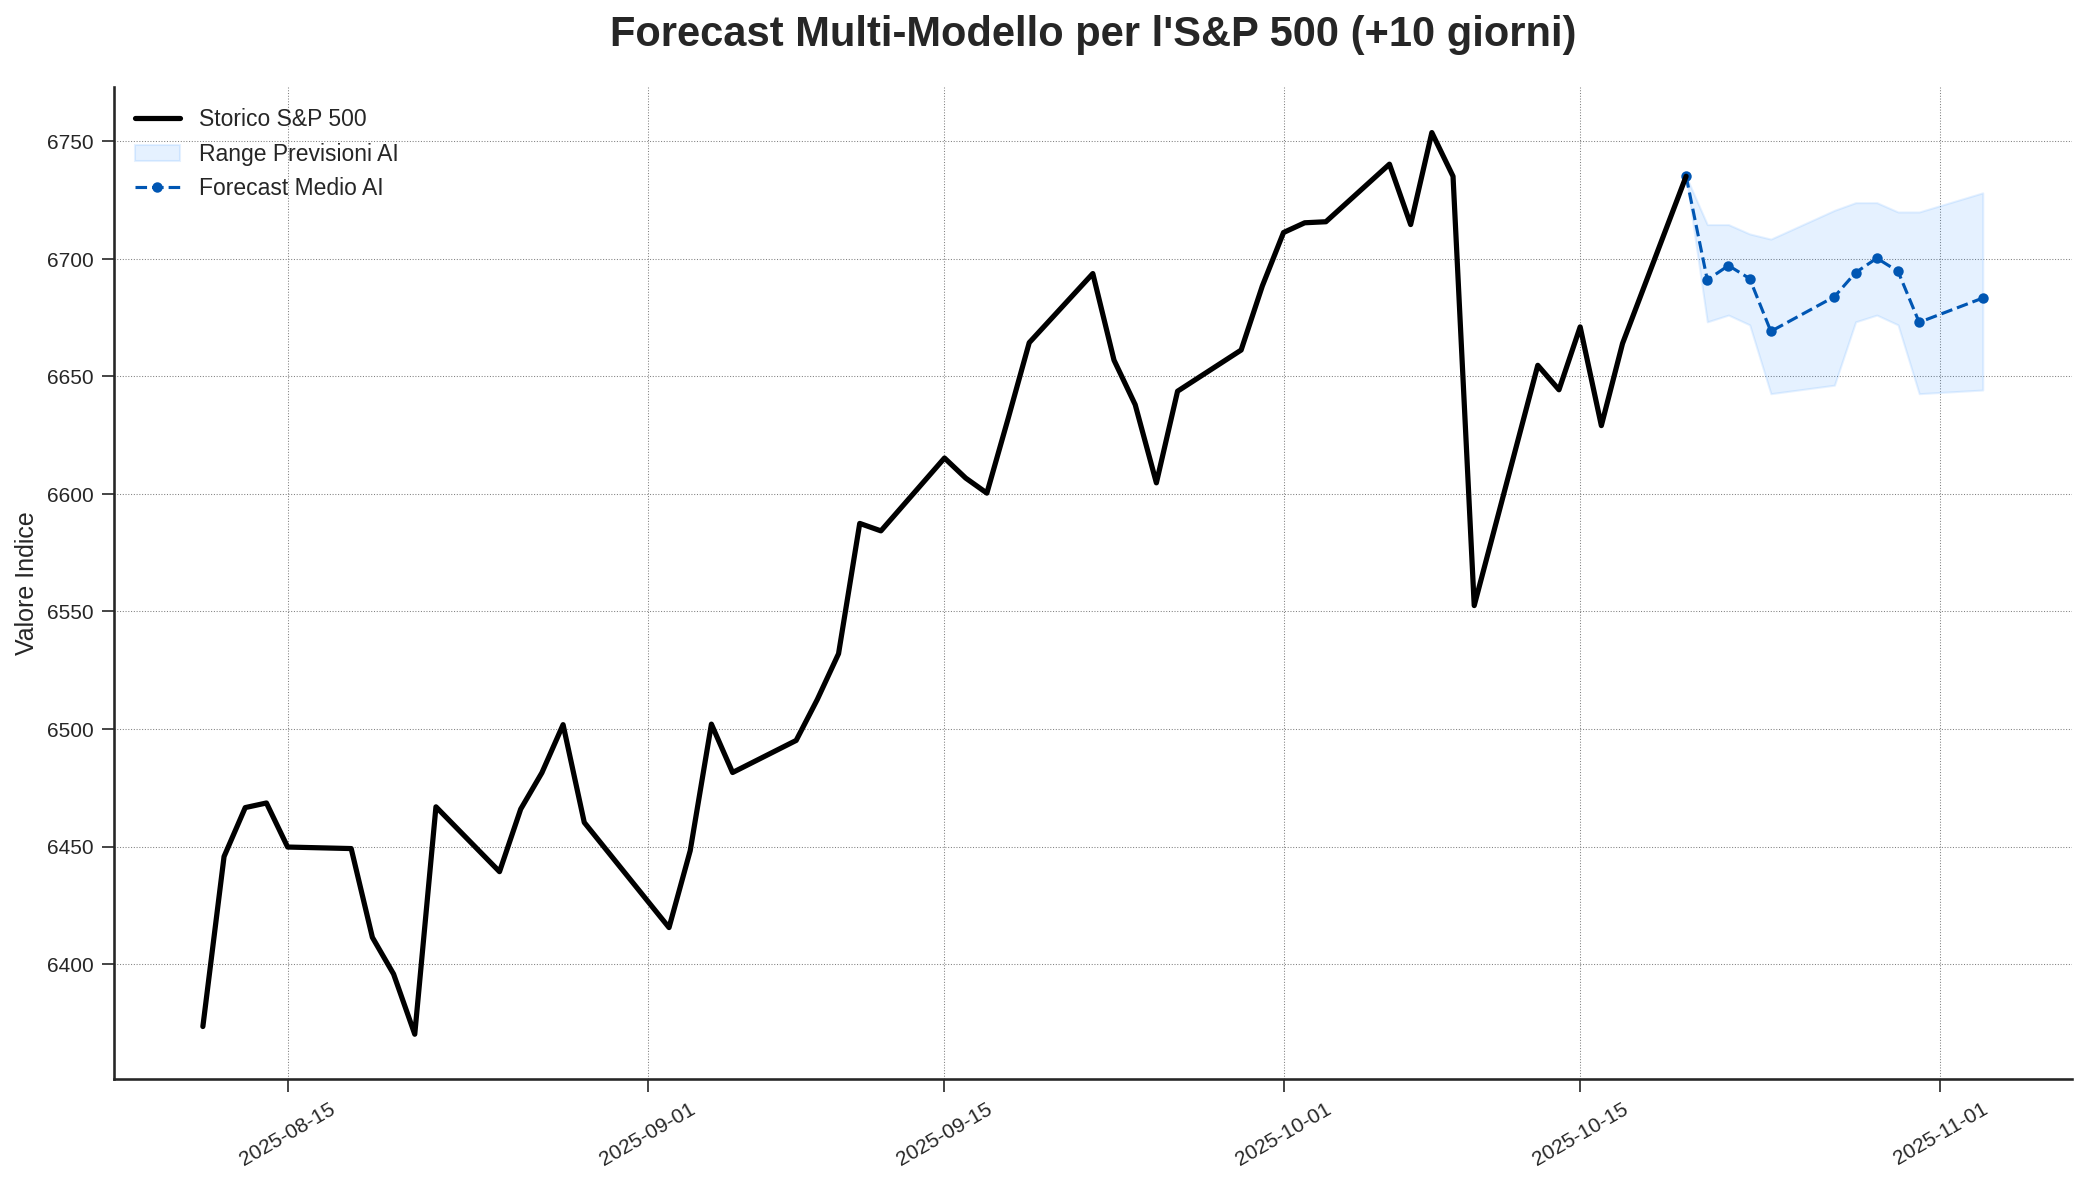 Forecast Multi-Modello per l'S&P 500 (+10 giorni)
Storico S&P 500
Range Previsioni AI
Forecast Medio AI
Valore Indice
6750
6700
6650
6600
6550
6500
6450
6400
2025-08-15
2025-09-01
2025-09-15
2025-10-01
2025-10-15
2025-11-01